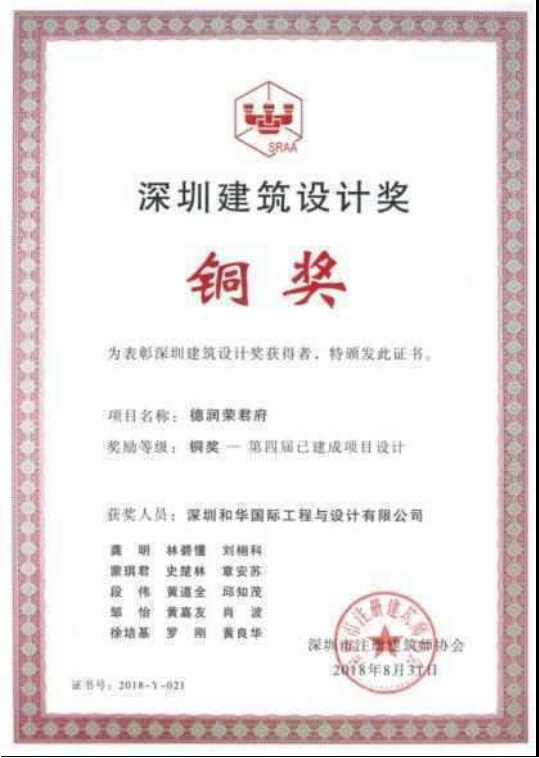 SRAA
深圳建筑设计奖
铜奖
为表彰深圳建筑设计奖获得者，特颁发此证书。
项目名称：德润荣君府
奖励等级：铜奖 — 第四届已建成项目设计
获奖人员：深圳和华国际工程与设计有限公司
龚 明 林碧懂 刘栩科
蒙琪君 史楚林 章安苏
段 伟 黄道全 邱知茂
邹 怡 黄嘉友 肖 波
徐培基 罗 刚 黄良华
深圳市注册建筑师协会
2018年8月31日
证书号：2018-Y-021